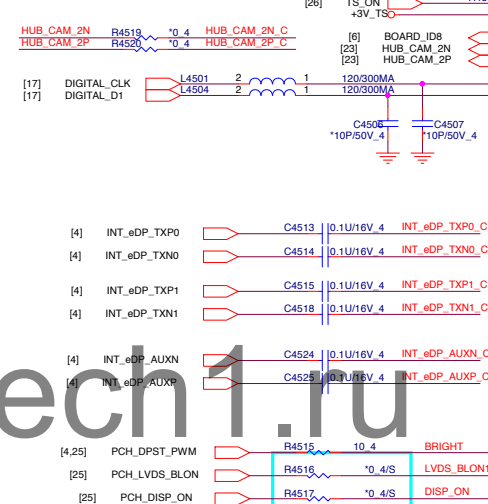 [26] TS_ON
+3V_TS
HUB_CAM_2N R4519 *0_4 HUB_CAM_2N_C
HUB_CAM_2P R4520 *0_4 HUB_CAM_2P_C
[6] BOARD_ID8
[23] HUB_CAM_2N
[23] HUB_CAM_2P
[17] DIGITAL_CLK L4501 2 1 120/300MA
[17] DIGITAL_D1 L4504 2 1 120/300MA
C4506 C4507
*10P/50V_4 *10P/50V_4
[4] INT_eDP_TXP0 C4513 0.1U/16V_4 INT_eDP_TXP0_C
[4] INT_eDP_TXN0 C4514 0.1U/16V_4 INT_eDP_TXN0_C
[4] INT_eDP_TXP1 C4515 0.1U/16V_4 INT_eDP_TXP1_C
[4] INT_eDP_TXN1 C4518 0.1U/16V_4 INT_eDP_TXN1_C
[4] INT_eDP_AUXN C4524 0.1U/16V_4 INT_eDP_AUXN_C
[4] INT_eDP_AUXP C4525 0.1U/16V_4 INT_eDP_AUXP_C
ech1.ru
[4,25] PCH_DPST_PWM R4515 10_4 BRIGHT
[25] PCH_LVDS_BLON R4516 *0_4/S LVDS_BLON1
[25] PCH_DISP_ON R4517 *0_4/S DISP_ON